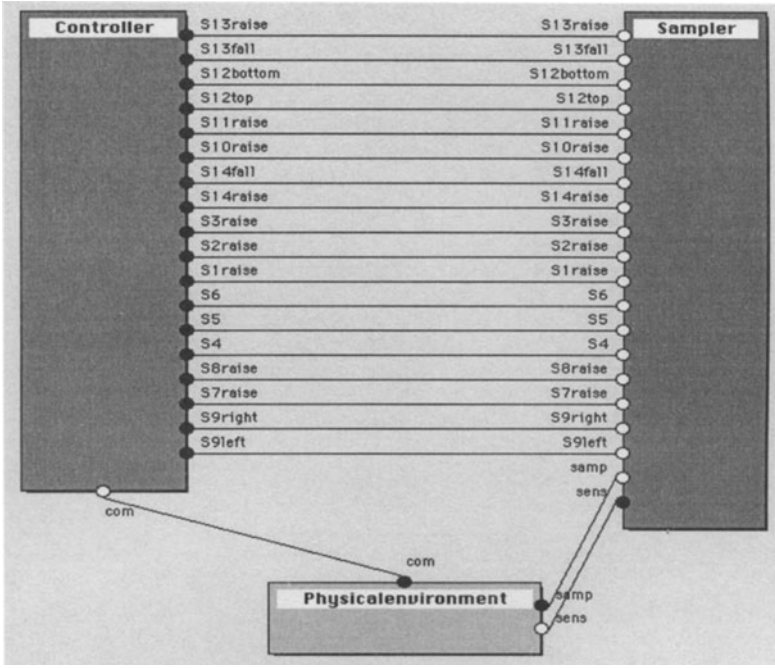 Controller
Sampler
S13raise S13raise
S13fall S13fall
S12bottom S12bottom
S12top S12top
S11raise S11raise
S10raise S10raise
S14fall S14fall
S14raise S14raise
S3raise S3raise
S2raise S2raise
S1raise S1raise
S6 S6
S5 S5
S4 S4
S8raise S8raise
S7raise S7raise
S9right S9right
S9left S9left
samp
sens
com
com
Physicalenvironment
samp
sens